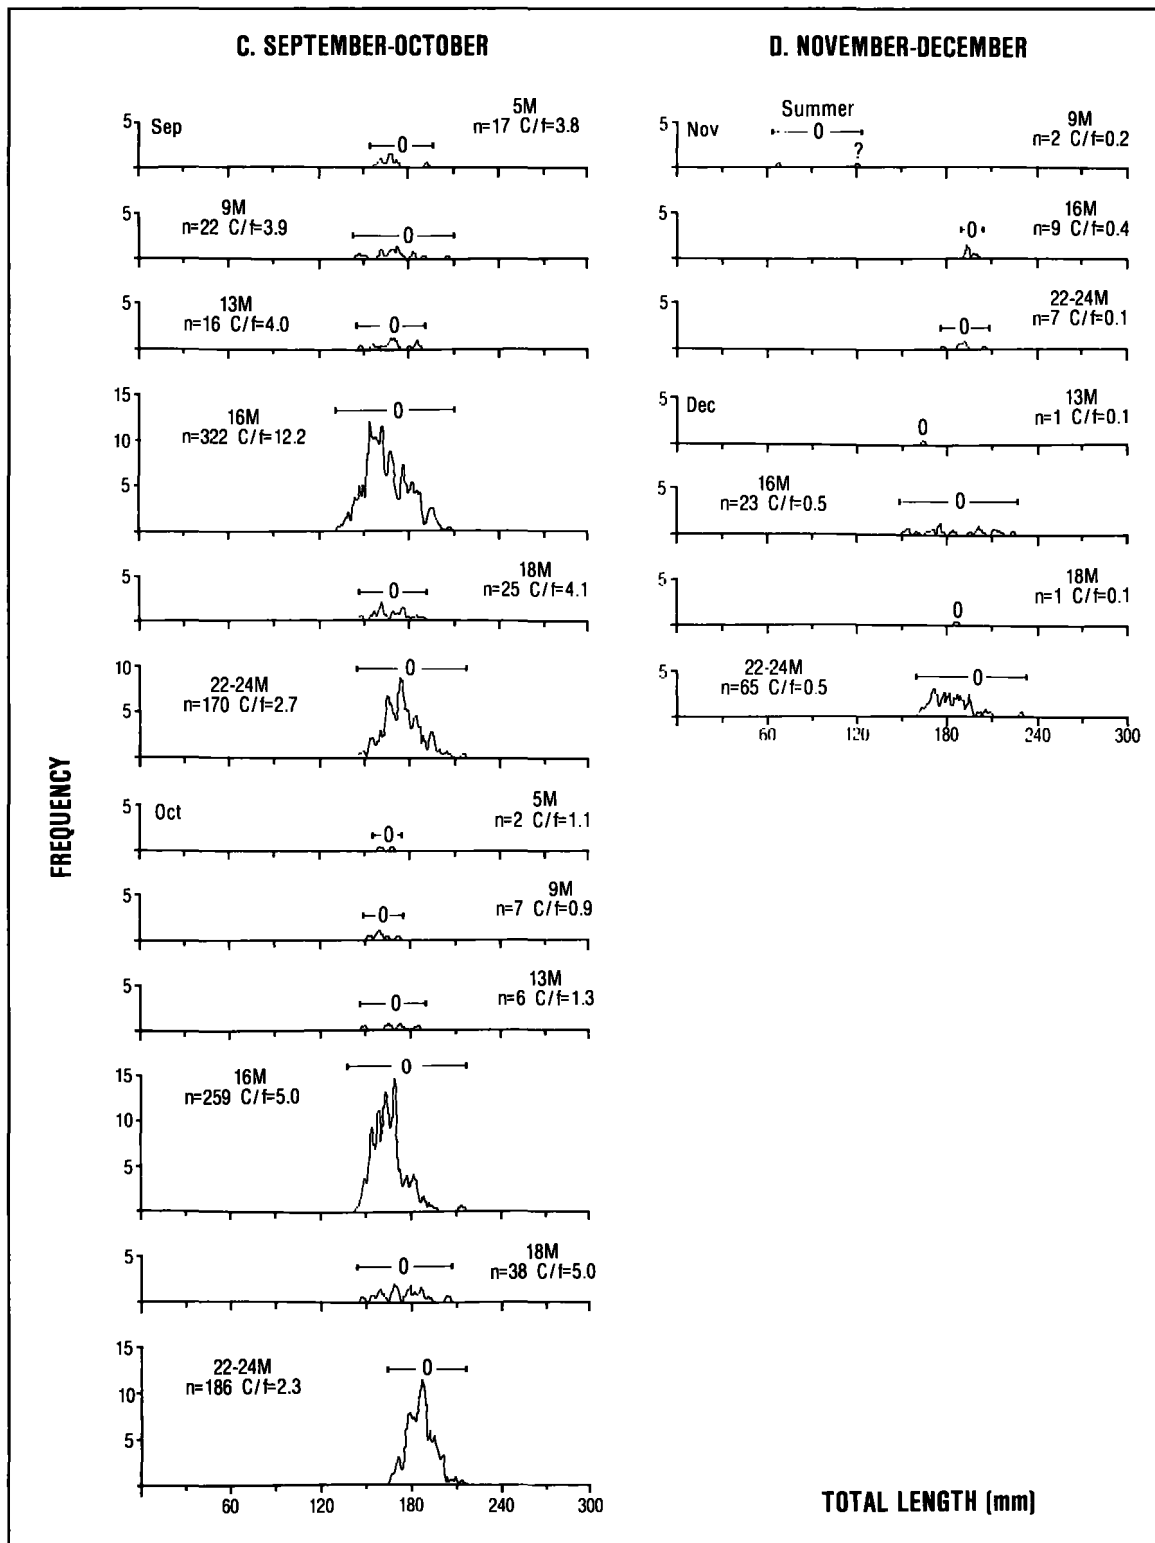 C. SEPTEMBER-OCTOBER
Sep
5M
n=17 C/f=3.8
5
0
9M
n=22 C/f=3.9
5
0
13M
n=16 C/f=4.0
5
0
16M
n=322 C/f=12.2
15
10
5
0
18M
n=25 C/f=4.1
5
0
22-24M
n=170 C/f=2.7
10
5
0
Oct
5M
n=2 C/f=1.1
5
0
9M
n=7 C/f=0.9
5
0
13M
n=6 C/f=1.3
5
0
16M
n=259 C/f=5.0
15
10
5
0
18M
n=38 C/f=5.0
5
0
22-24M
n=186 C/f=2.3
15
10
5
0
60 120 180 240 300
FREQUENCY
D. NOVEMBER-DECEMBER
Nov
Summer
0
?
9M
n=2 C/f=0.2
5
16M
n=9 C/f=0.4
5
0
22-24M
n=7 C/f=0.1
5
0
Dec
13M
n=1 C/f=0.1
5
0
16M
n=23 C/f=0.5
5
0
18M
n=1 C/f=0.1
5
0
22-24M
n=65 C/f=0.5
5
0
60 120 180 240 300
TOTAL LENGTH (mm)